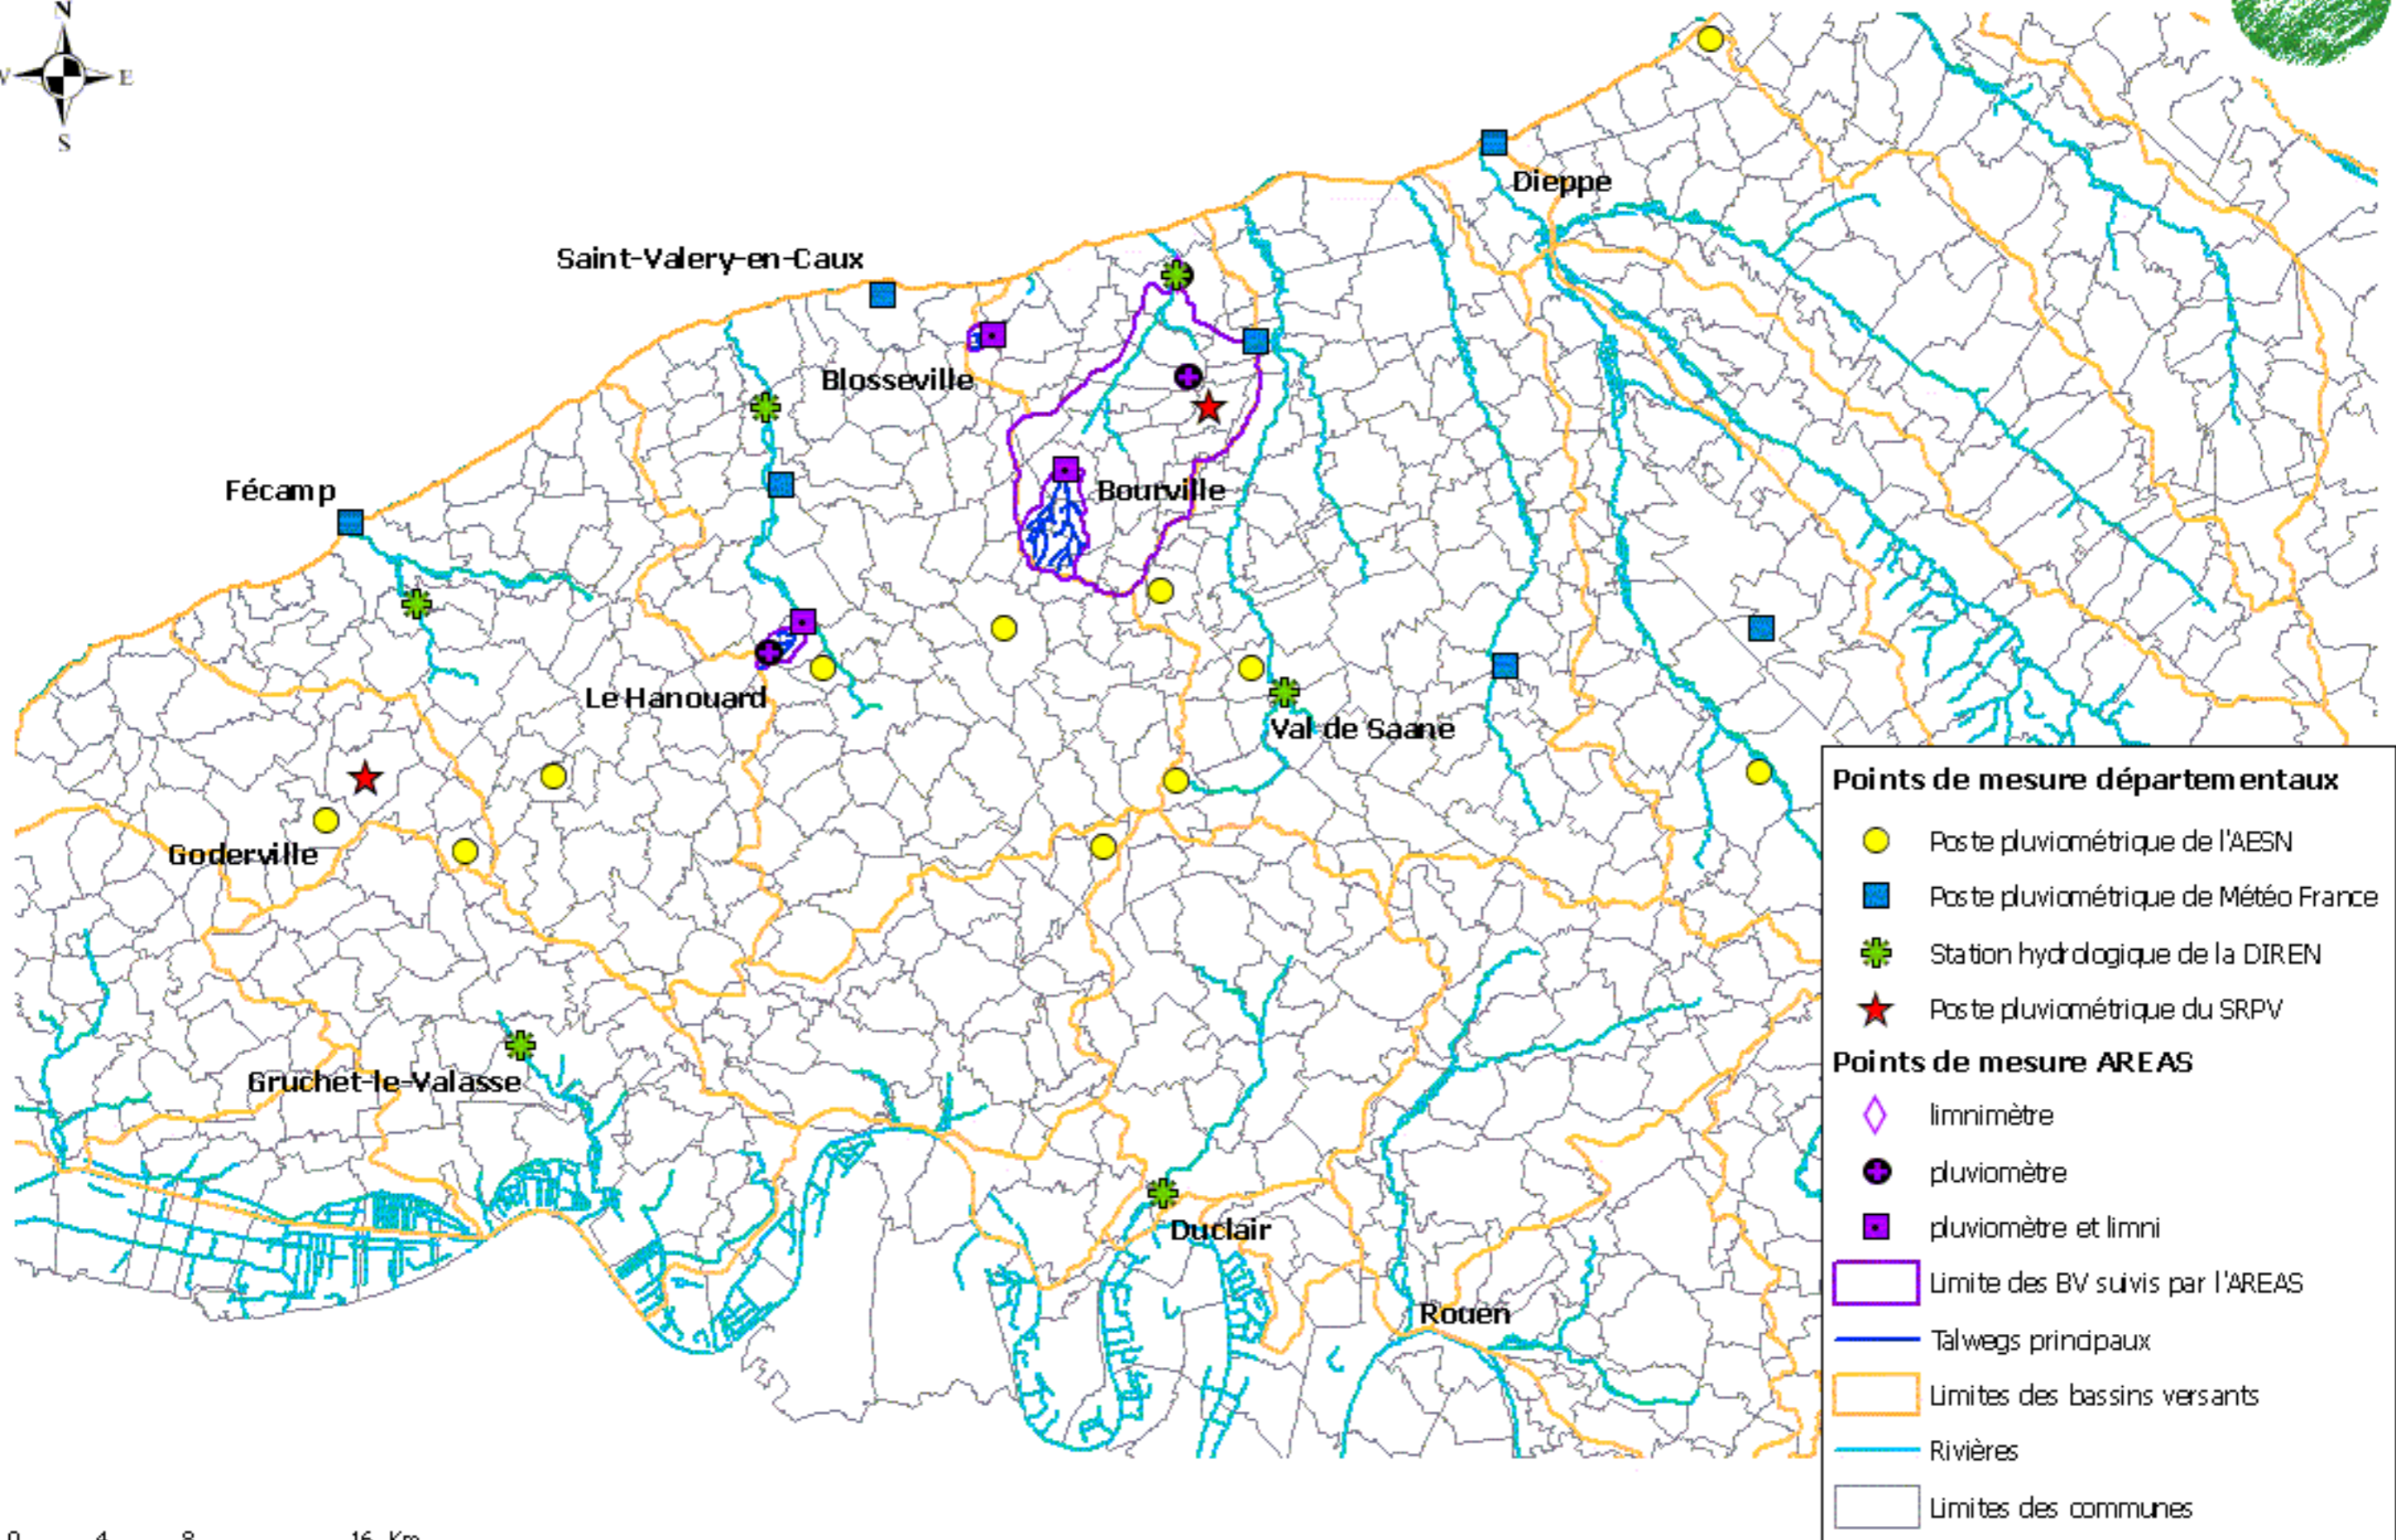 N
E
S
Dieppe
Saint-Valery-en-Caux
Blosseville
Fécamp
Bourville
Le Hanouard
Val de Saane
Goderville
Gruchet-le-Valasse
Duclair
Rouen
Points de mesure départementaux
Poste pluviométrique de l'AESN
Poste pluviométrique de Météo France
Station hydrologique de la DIREN
Poste pluviométrique du SRPV
Points de mesure AREAS
limnimètre
pluviomètre
pluviomètre et limni
Limite des BV suivis par l'AREAS
Talwegs principaux
Limites des bassins versants
Rivières
Limites des communes
0 4 8 16 Km